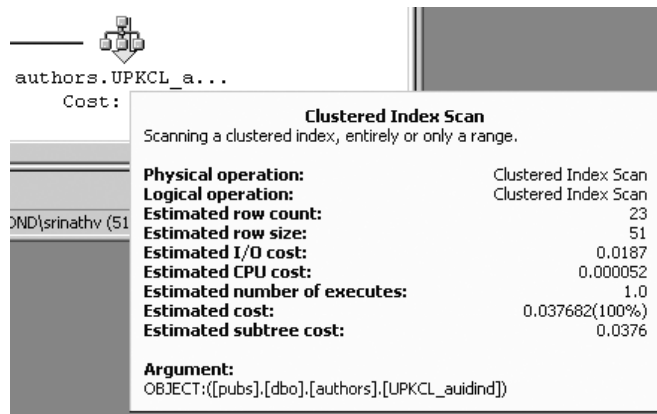 authors.UPKCL_a...
Cost:
Clustered Index Scan
Scanning a clustered index, entirely or only a range.
Physical operation: Clustered Index Scan
Logical operation: Clustered Index Scan
Estimated row count: 23
Estimated row size: 51
Estimated I/O cost: 0.0187
Estimated CPU cost: 0.000052
Estimated number of executes: 1.0
Estimated cost: 0.037682(100%)
Estimated subtree cost: 0.0376
Argument:
OBJECT:([pubs].[dbo].[authors].[UPKCL_auidind])
OND\srinathv (51